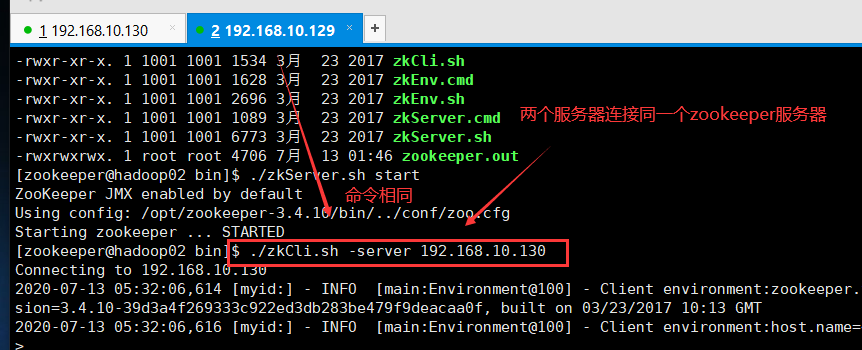 1 192.168.10.130 × 2 192.168.10.129 × +
-rwxr-xr-x. 1 1001 1001 1534 3月 23 2017 zkCli.sh
-rwxr-xr-x. 1 1001 1001 1628 3月 23 2017 zkEnv.cmd
-rwxr-xr-x. 1 1001 1001 2696 3月 23 2017 zkEnv.sh
-rwxr-xr-x. 1 1001 1001 1089 3月 23 2017 zkServer.cmd
两个服务器连接同一个zookeeper服务器
-rwxr-xr-x. 1 1001 1001 6773 3月 23 2017 zkServer.sh
-rwxrwxrwx. 1 root root 4706 7月 13 01:46 zookeeper.out
[zookeeper@hadoop02 bin]$ ./zkServer.sh start
ZooKeeper JMX enabled by default
命令相同
Using config: /opt/zookeeper-3.4.10/bin/../conf/zoo.cfg
Starting zookeeper ... STARTED
[zookeeper@hadoop02 bin]$ ./zkCli.sh -server 192.168.10.130
Connecting to 192.168.10.130
2020-07-13 05:32:06,614 [myid:] - INFO [main:Environment@100] - Client environment:zookeeper.
sion=3.4.10-39d3a4f269333c922ed3db283be479f9deacaa0f, built on 03/23/2017 10:13 GMT
2020-07-13 05:32:06,616 [myid:] - INFO [main:Environment@100] - Client environment:host.name=
>